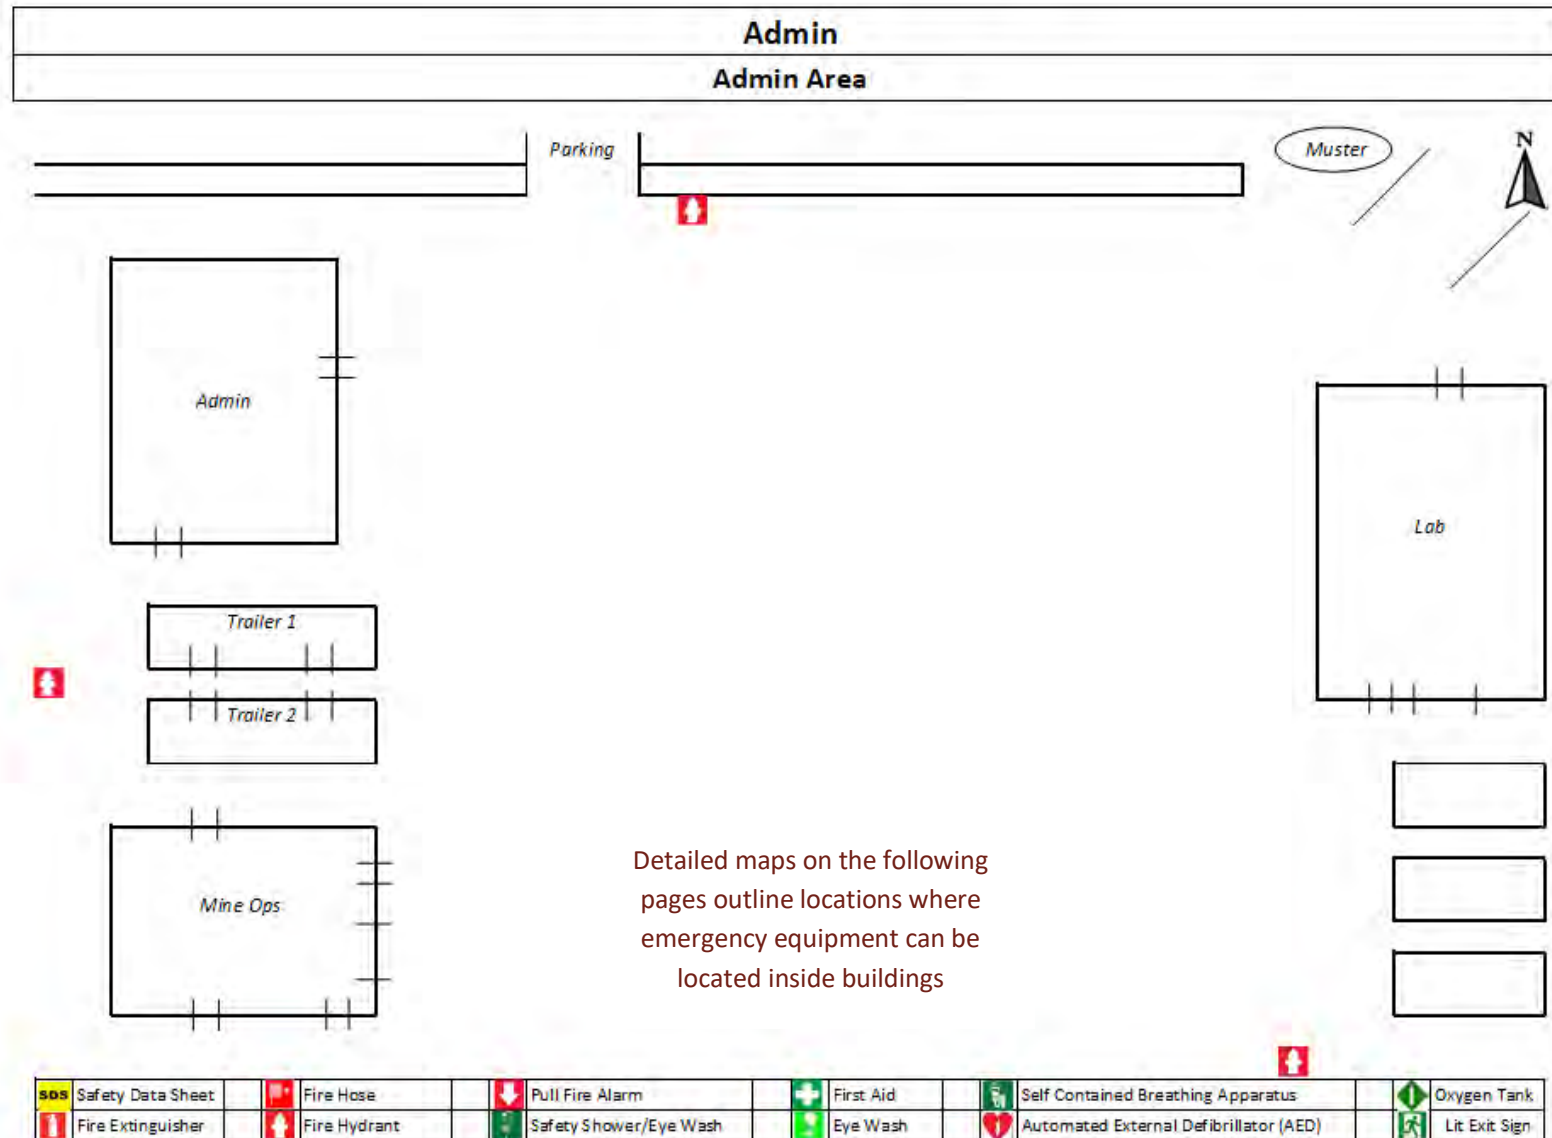 Admin
Admin Area
Parking
Muster
N
Admin
Lab
Trailer 1
Trailer 2
Mine Ops
Detailed maps on the following
pages outline locations where
emergency equipment can be
located inside buildings
SDS Safety Data Sheet Fire Hose Pull Fire Alarm First Aid Self Contained Breathing Apparatus Oxygen Tank
Fire Extinguisher Fire Hydrant Safety Shower/Eye Wash Eye Wash Automated External Defibrillator (AED) Lit Exit Sign